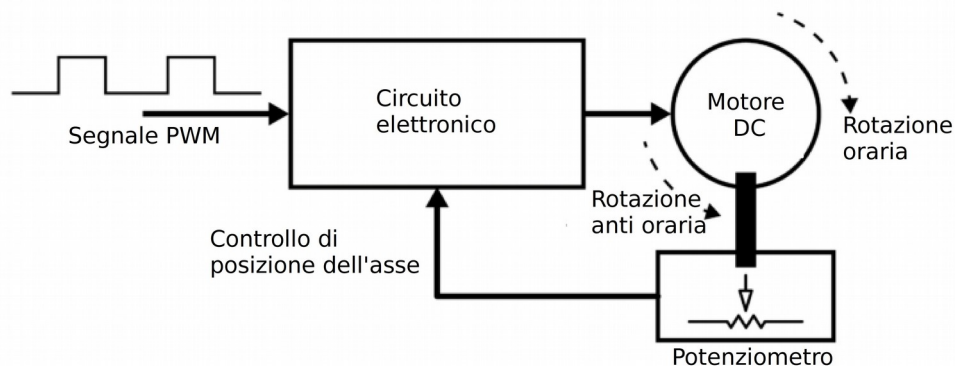 Segnale PWM
Circuito
elettronico
Motore
DC
Rotazione
oraria
Rotazione
anti oraria
Controllo di
posizione dell'asse
Potenziometro